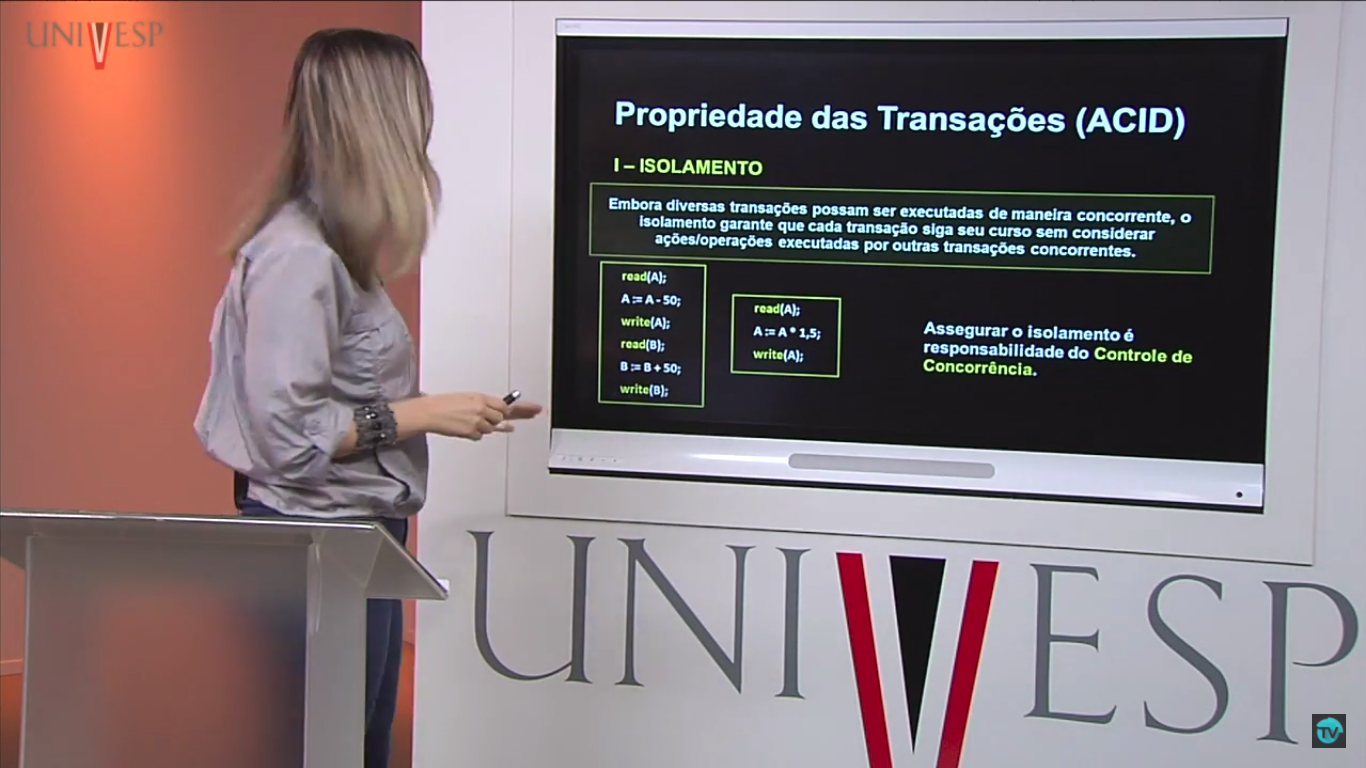 UNIVESP
Propriedade das Transações (ACID)
I – ISOLAMENTO
Embora diversas transações possam ser executadas de maneira concorrente, o
isolamento garante que cada transação siga seu curso sem considerar
ações/operações executadas por outras transações concorrentes.
read(A);
A := A - 50;
write(A);
read(B);
B := B + 50;
write(B);
read(A);
A := A * 1,5;
write(A);
Assegurar o isolamento é
responsabilidade do Controle de
Concorrência.
UNIVESP
TV